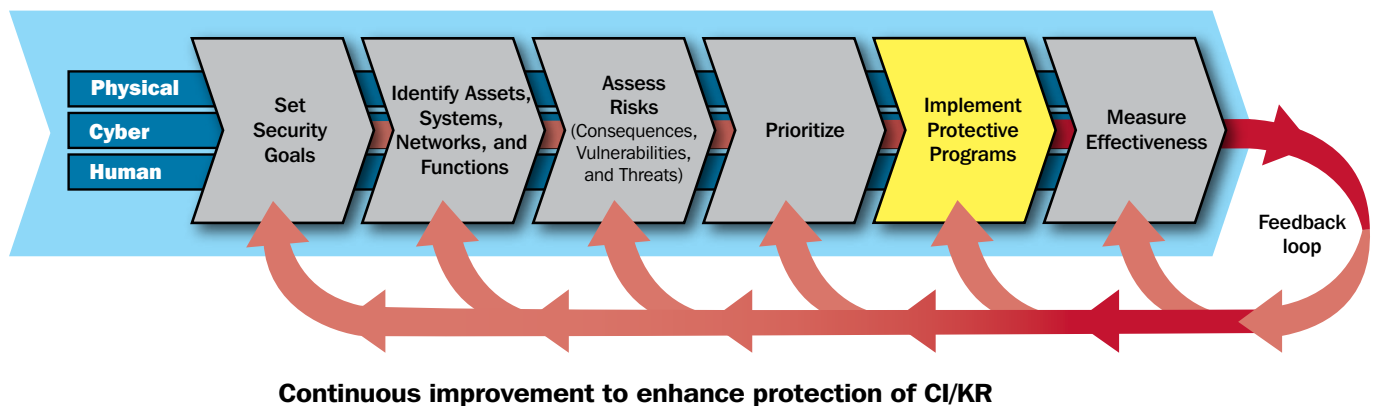 Physical
Cyber
Human
Set
Security
Goals
Identify Assets,
Systems,
Networks, and
Functions
Assess
Risks
(Consequences,
Vulnerabilities,
and Threats)
Prioritize
Implement
Protective
Programs
Measure
Effectiveness
Feedback
loop
Continuous improvement to enhance protection of CI/KR